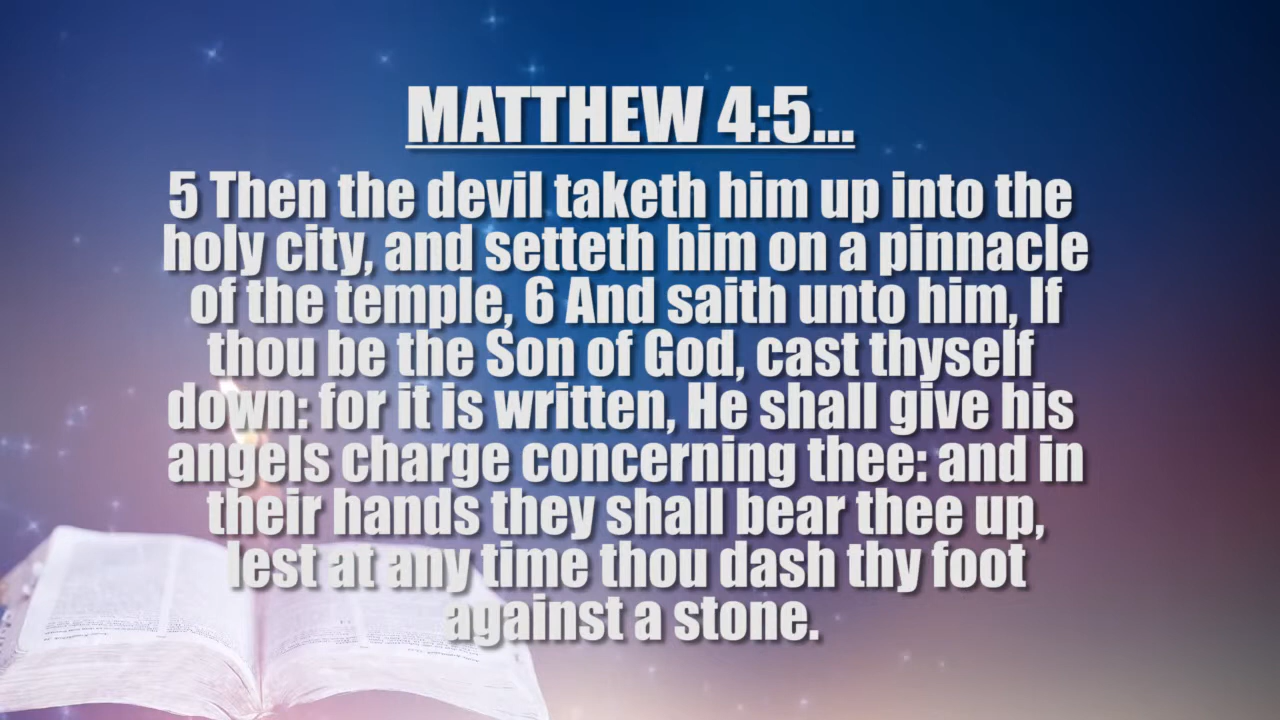 MATTHEW 4:5...
5 Then the devil taketh him up into the
holy city, and setteth him on a pinnacle
of the temple, 6 And saith unto him, If
thou be the Son of God, cast thyself
down: for it is written, He shall give his
angels charge concerning thee: and in
their hands they shall bear thee up,
lest at any time thou dash thy foot
against a stone.